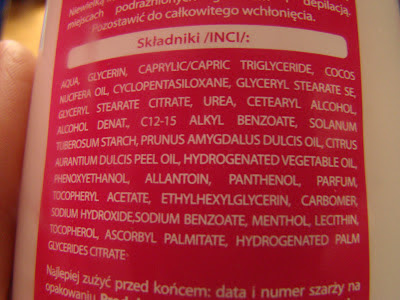 Niewielką
miejscach podrażnionych depilacją.
Pozostawić do całkowitego wchłonięcia.
Składniki /INCI/:
AQUA, GLYCERIN, CAPRYLIC/CAPRIC TRIGLYCERIDE, COCOS
NUCIFERA OIL, CYCLOPENTASILOXANE, GLYCERYL STEARATE SE,
GLYCERYL STEARATE CITRATE, UREA, CETEARYL ALCOHOL,
ALCOHOL DENAT., C12-15 ALKYL BENZOATE, SOLANUM
TUBEROSUM STARCH, PRUNUS AMYGDALUS DULCIS OIL, CITRUS
AURANTIUM DULCIS PEEL OIL, HYDROGENATED VEGETABLE OIL,
PHENOXYETHANOL, ALLANTOIN, PANTHENOL, PARFUM,
TOCOPHERYL ACETATE, ETHYLHEXYLGLYCERIN, CARBOMER,
SODIUM HYDROXIDE,SODIUM BENZOATE, MENTHOL, LECITHIN,
TOCOPHEROL, ASCORBYL PALMITATE, HYDROGENATED PALM
GLYCERIDES CITRATE
Najlepiej zużyć przed końcem: data i numer szarży na
opakowaniu